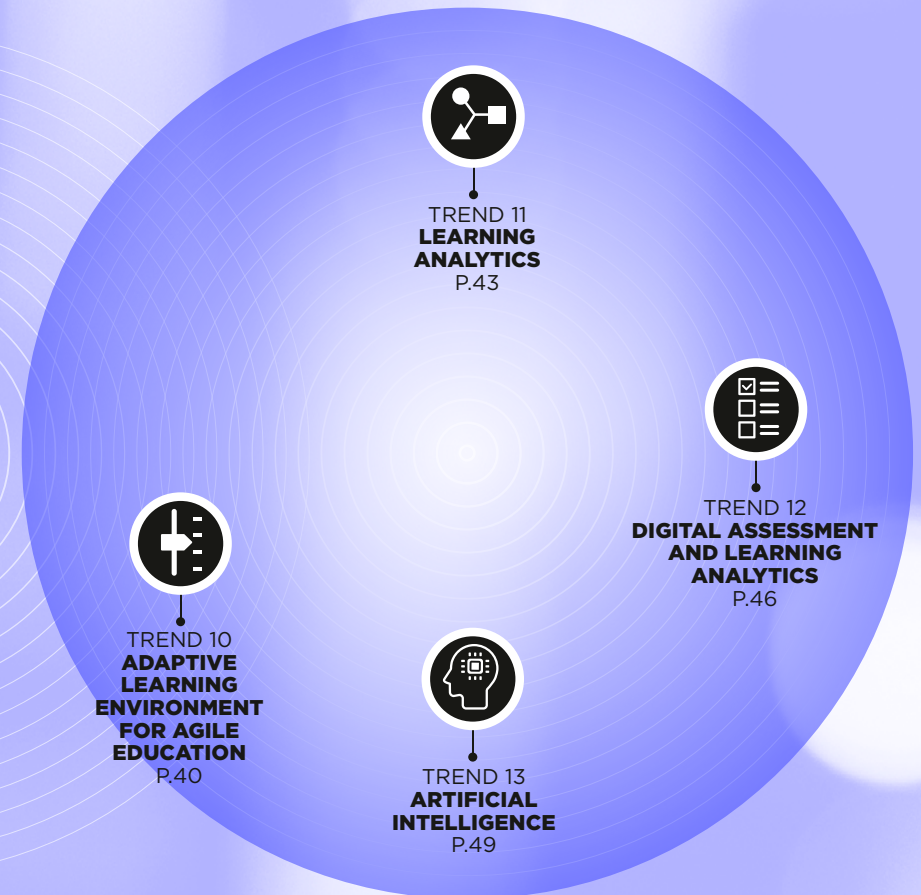 TREND 11
LEARNING
ANALYTICS
P.43
TREND 12
DIGITAL ASSESSMENT
AND LEARNING
ANALYTICS
P.46
TREND 10
ADAPTIVE
LEARNING
ENVIRONMENT
FOR AGILE
EDUCATION
P.40
TREND 13
ARTIFICIAL
INTELLIGENCE
P.49